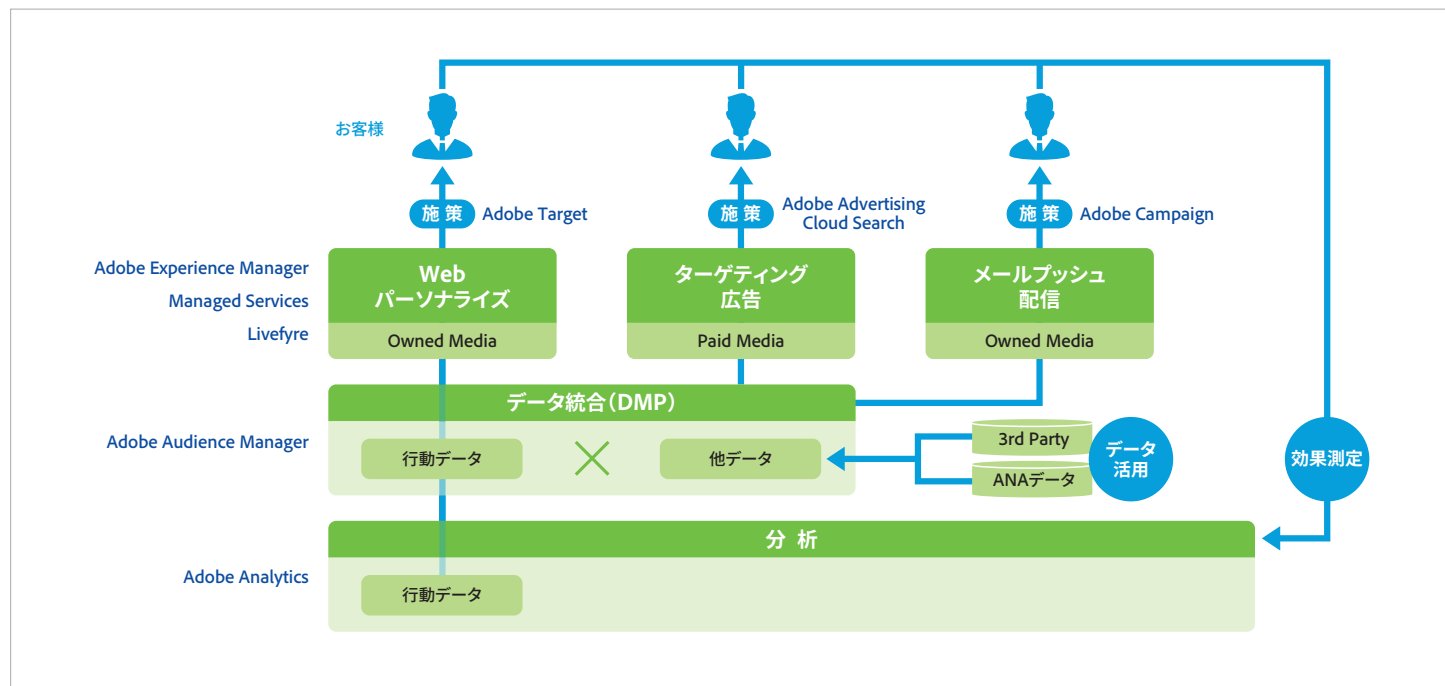 お客様
施策
Adobe Target
施策
Adobe Advertising
Cloud Search
施策
Adobe Campaign
Adobe Experience Manager
Managed Services
Livefyre
Web
パーソナライズ
Owned Media
ターゲティング
広告
Paid Media
メールプッシュ
配信
Owned Media
データ統合(DMP)
Adobe Audience Manager
行動データ
他データ
3rd Party
ANAデータ
データ
活用
効果測定
分 析
Adobe Analytics
行動データ